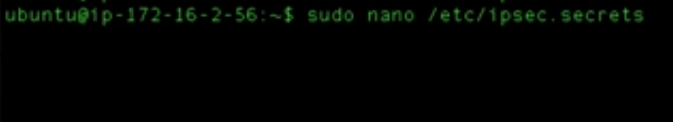 ubuntu@ip-172-16-2-56:~$ sudo nano /etc/ipsec.secrets